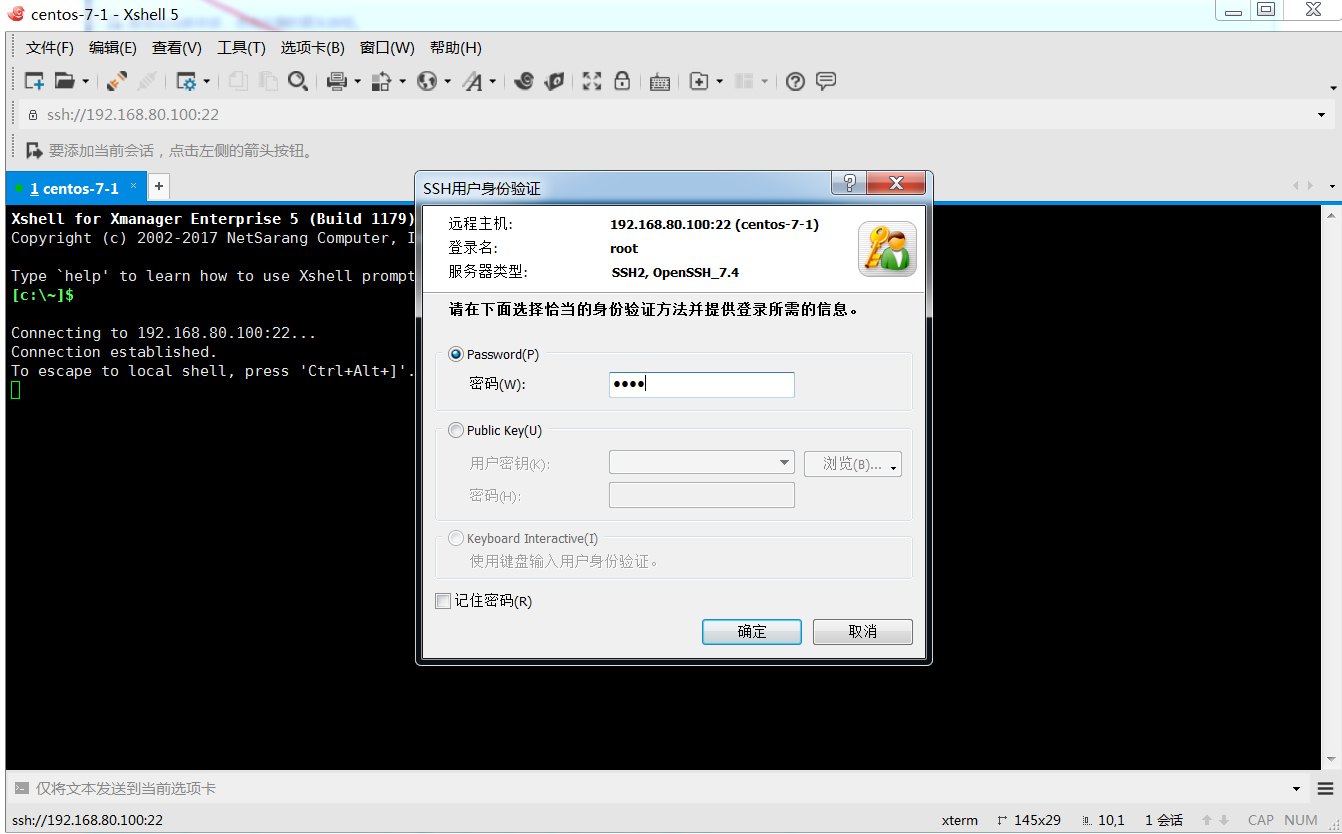 centos-7-1 - Xshell 5
文件(F) 编辑(E) 查看(V) 工具(T) 选项卡(B) 窗口(W) 帮助(H)
ssh://192.168.80.100:22
要添加当前会话，点击左侧的箭头按钮。
1 centos-7-1 × +
Xshell for Xmanager Enterprise 5 (Build 1179)
Copyright (c) 2002-2017 NetSarang Computer, I
Type `help' to learn how to use Xshell prompt
[c:\~]$
Connecting to 192.168.80.100:22...
Connection established.
To escape to local shell, press 'Ctrl+Alt+]'.
SSH用户身份验证
远程主机: 192.168.80.100:22 (centos-7-1)
登录名: root
服务器类型: SSH2, OpenSSH_7.4
请在下面选择恰当的身份验证方法并提供登录所需的信息。
Password(P)
密码(W): ●●●●
Public Key(U)
用户密钥(K): 浏览(B)...
密码(H):
Keyboard Interactive(I)
使用键盘输入用户身份验证。
记住密码(R)
确定 取消
仅将文本发送到当前选项卡
ssh://192.168.80.100:22 xterm 145x29 10,1 1 会话 CAP NUM